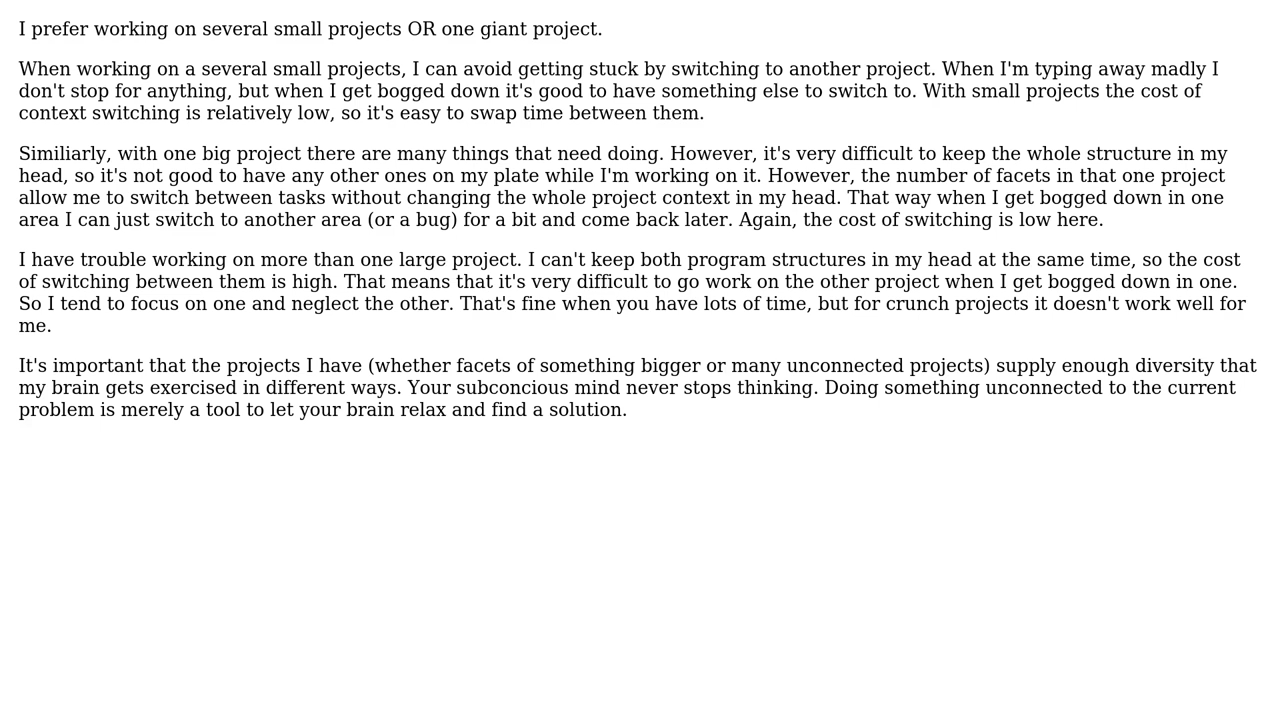 I prefer working on several small projects OR one giant project.
When working on a several small projects, I can avoid getting stuck by switching to another project. When I'm typing away madly I
don't stop for anything, but when I get bogged down it's good to have something else to switch to. With small projects the cost of
context switching is relatively low, so it's easy to swap time between them.
Similiarly, with one big project there are many things that need doing. However, it's very difficult to keep the whole structure in my
head, so it's not good to have any other ones on my plate while I'm working on it. However, the number of facets in that one project
allow me to switch between tasks without changing the whole project context in my head. That way when I get bogged down in one
area I can just switch to another area (or a bug) for a bit and come back later. Again, the cost of switching is low here.
I have trouble working on more than one large project. I can't keep both program structures in my head at the same time, so the cost
of switching between them is high. That means that it's very difficult to go work on the other project when I get bogged down in one.
So I tend to focus on one and neglect the other. That's fine when you have lots of time, but for crunch projects it doesn't work well for
me.
It's important that the projects I have (whether facets of something bigger or many unconnected projects) supply enough diversity that
my brain gets exercised in different ways. Your subconcious mind never stops thinking. Doing something unconnected to the current
problem is merely a tool to let your brain relax and find a solution.